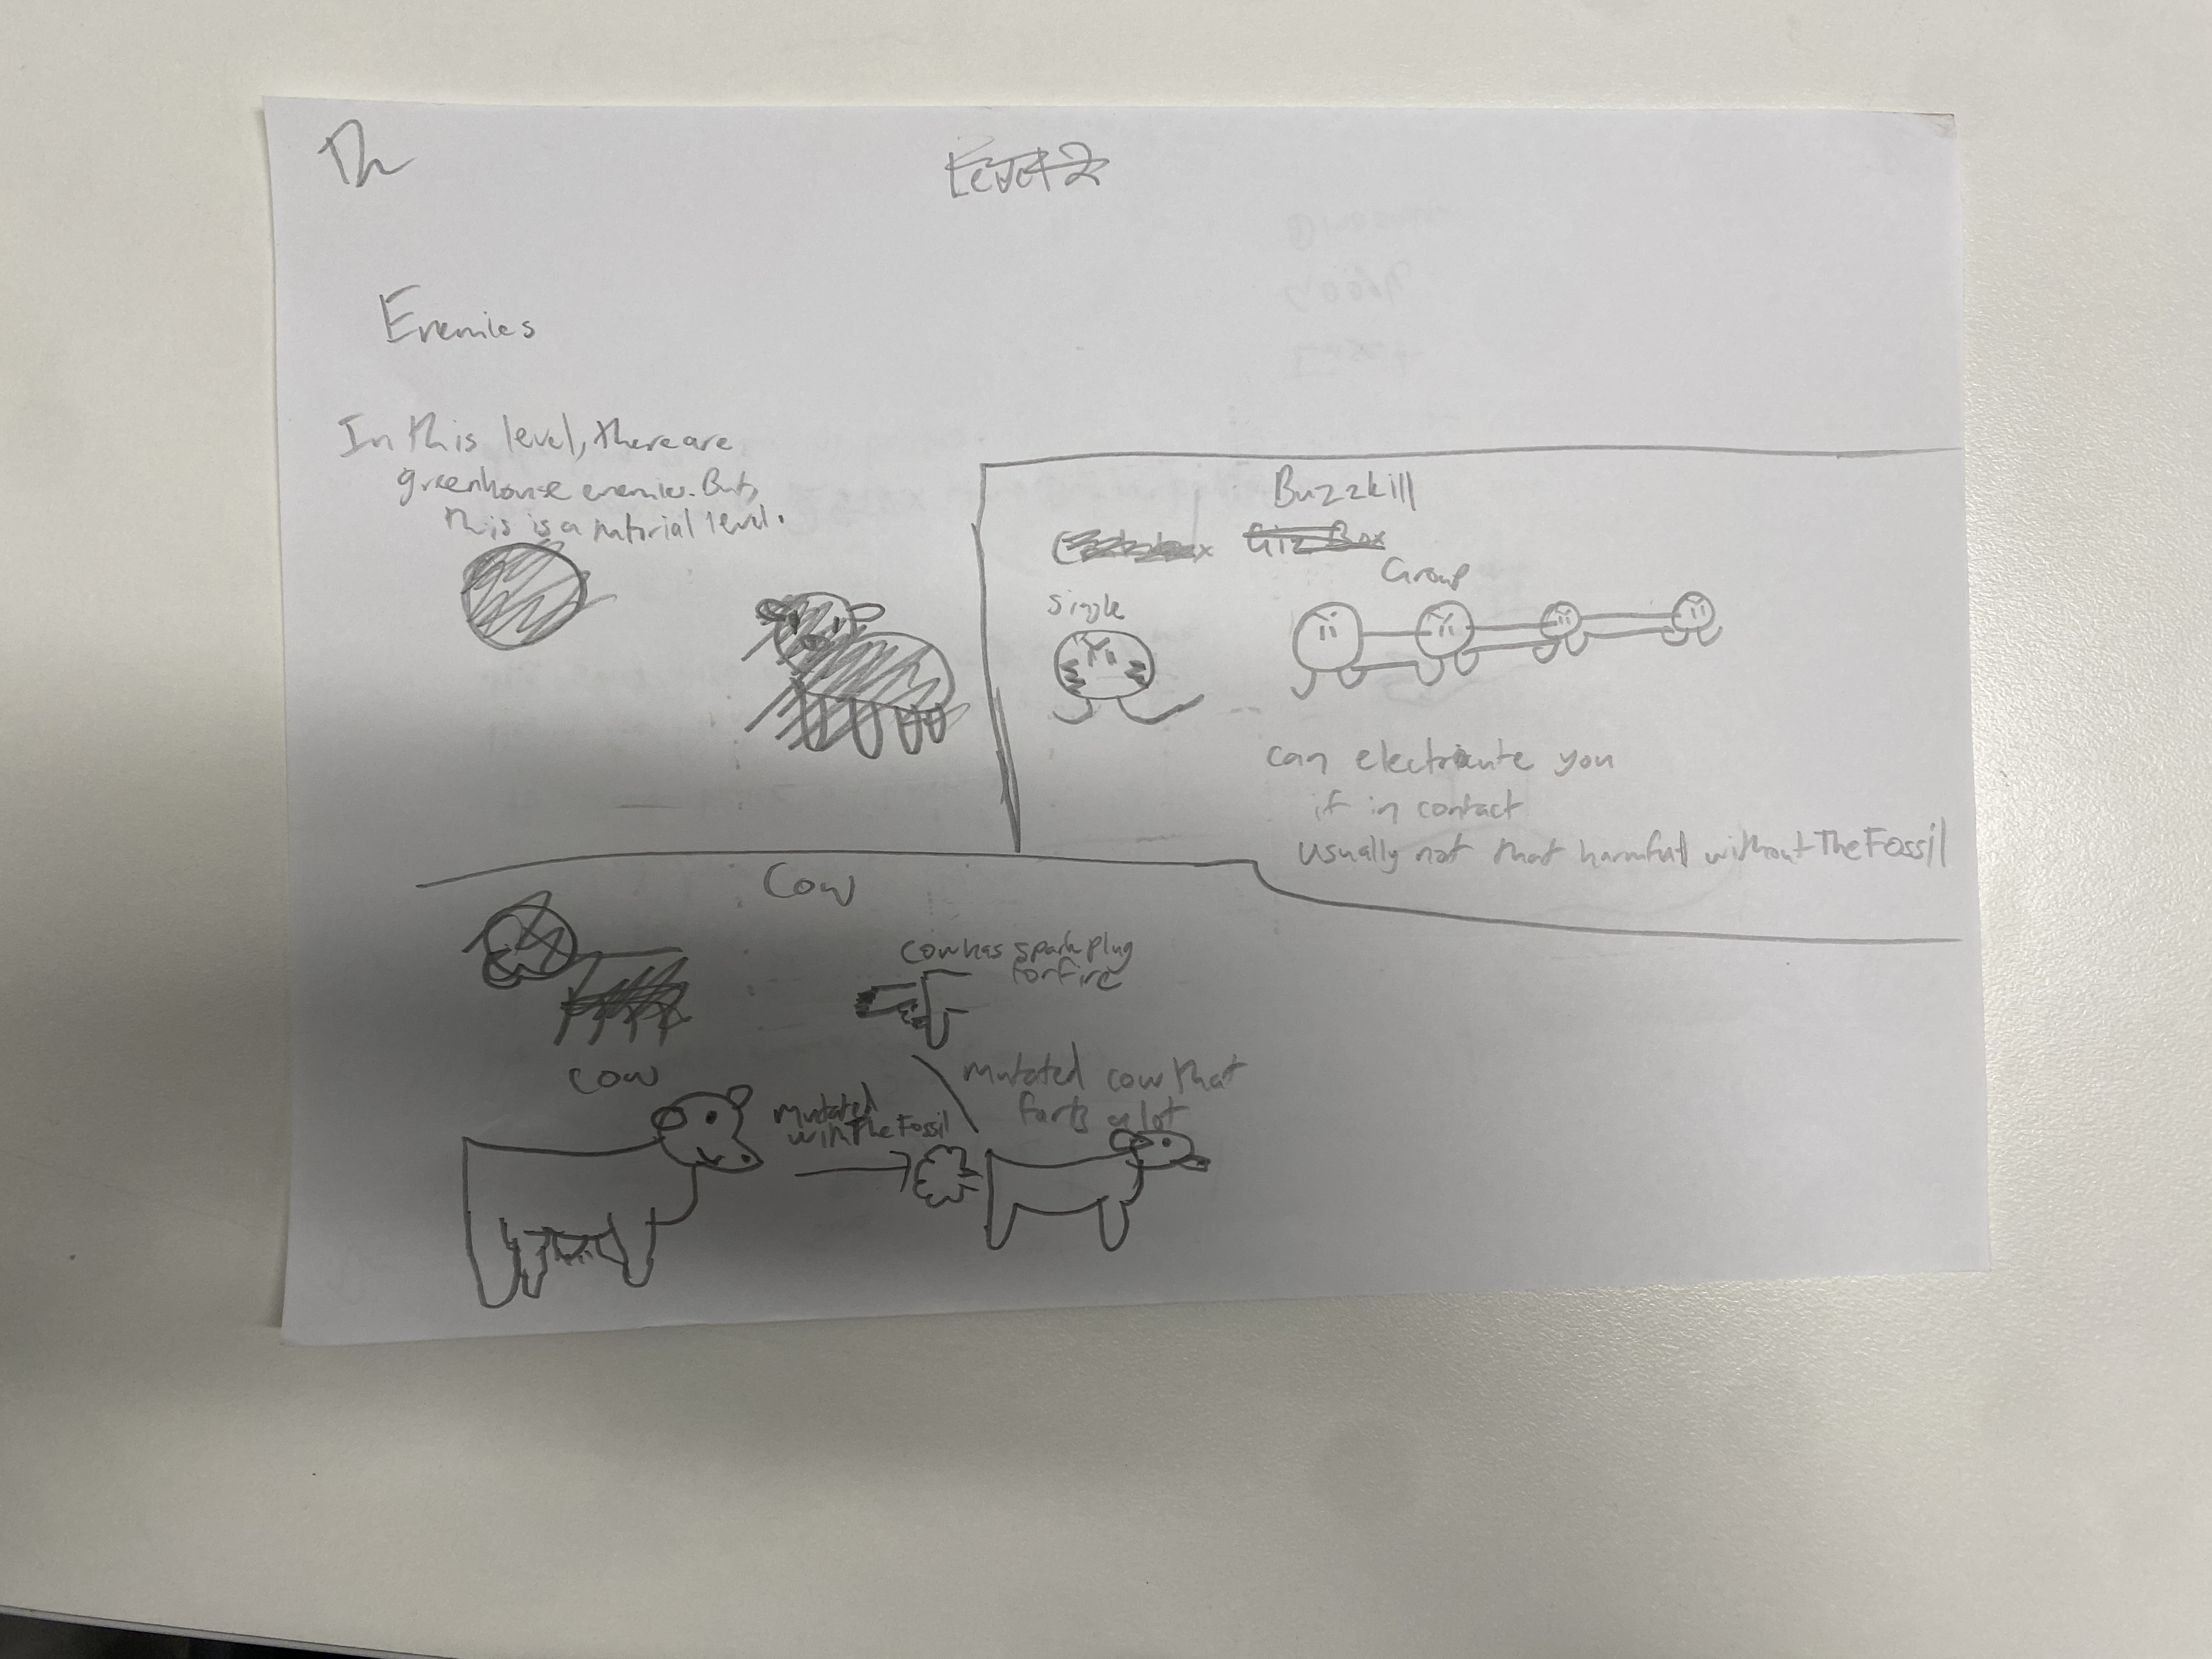 Th
Level 2
Enemies
In this level, there are
greenhouse enemies. But,
this is a tutorial level.
Buzzkill
Giz Box
Single
Group
can electricute you
if in contact
usually not that harmful without The Fossil
Cow
cow has spark plug
for fire
Cow
mutated
with The Fossil
mutated cow that
farts a lot